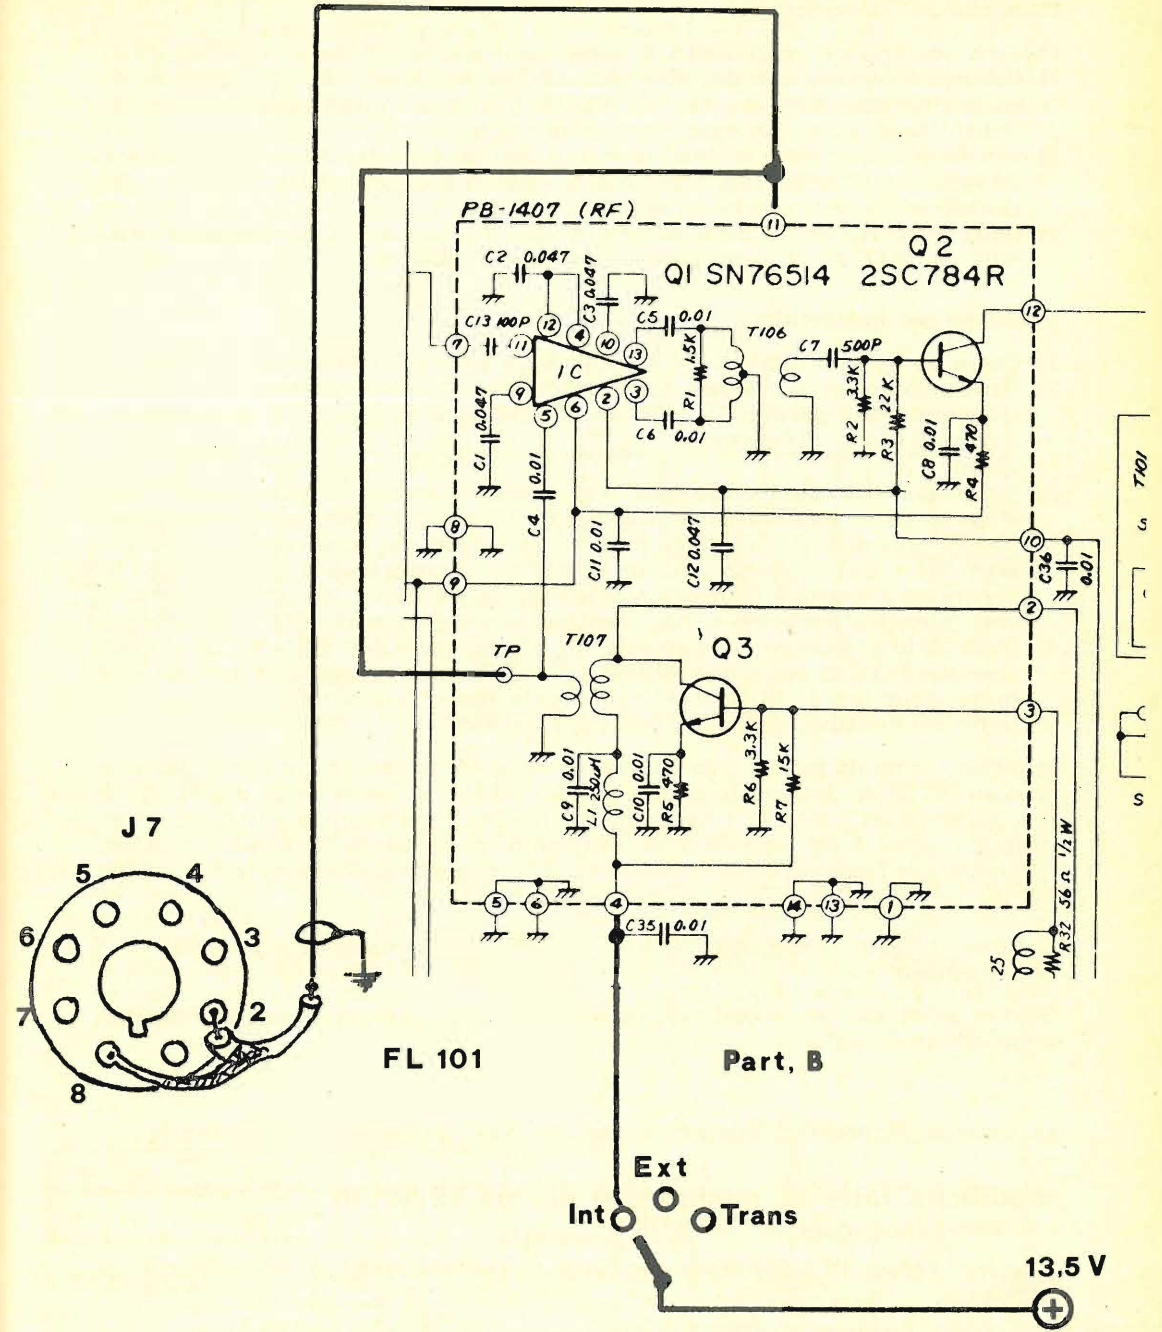 PB-1407 (RF)
11
Q2
Q1 SN76514 2SC784R
C2 0.047
C3 0.047
12
C13 100P
7
11
12
4
10
13
C5 0.01
1.5K
R1
T106
C7 500P
IC
9
5
6
2
3
C6 0.01
3.3K
R2
22K
R3
C8 0.01
470
R4
C1 0.047
0.01
C4
T101
S
8
C11 0.01
C12 0.047
10
C36
0.01
9
2
TP
T107
Q3
3
C9 0.01
L1 250uH
C10 0.01
R5 470
R6 3.3K
R7 15K
S
J7
5
4
6
3
7
2
8
5
6
4
14
13
1
C35 0.01
25
R32 56Ω 1/2W
FL 101
Part, B
Ext
Int
Trans
13,5 V
+